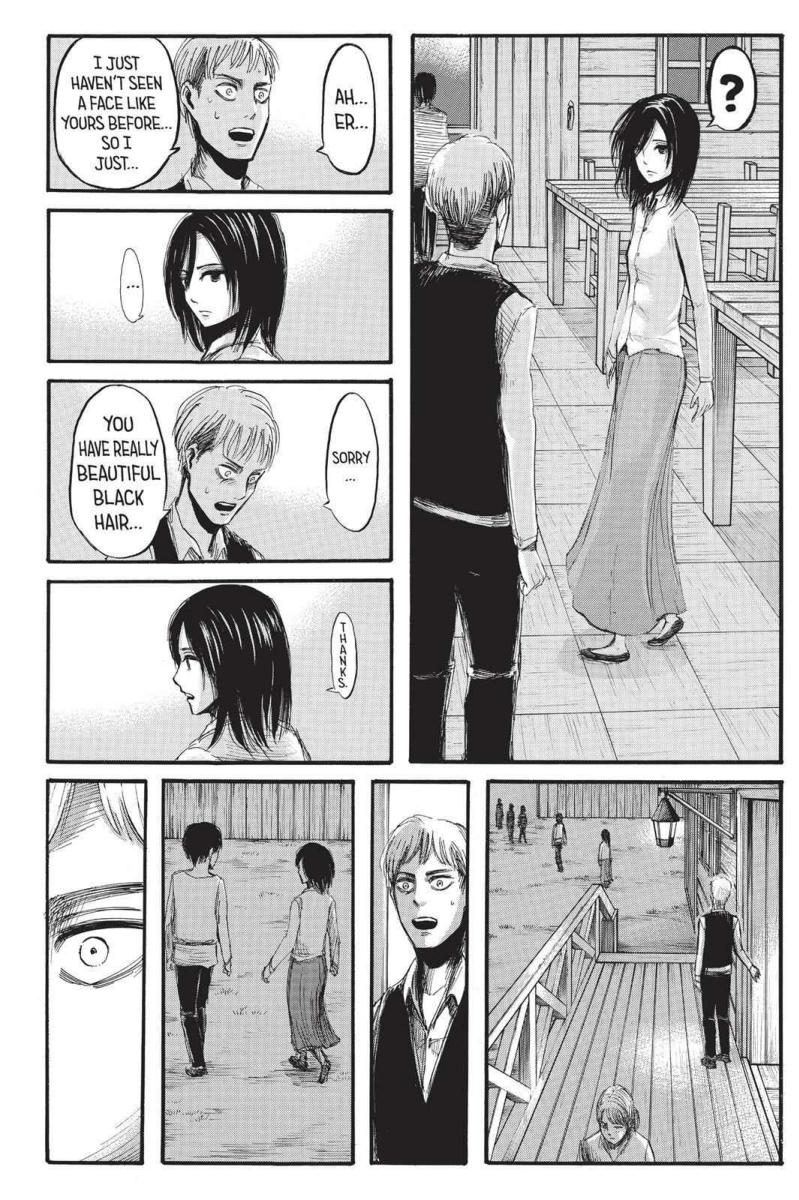 ?
AH...
ER...
I JUST
HAVEN'T SEEN
A FACE LIKE
YOURS BEFORE...
SO I
JUST...
...
SORRY
...
YOU
HAVE REALLY
BEAUTIFUL
BLACK
HAIR...
THANKS.